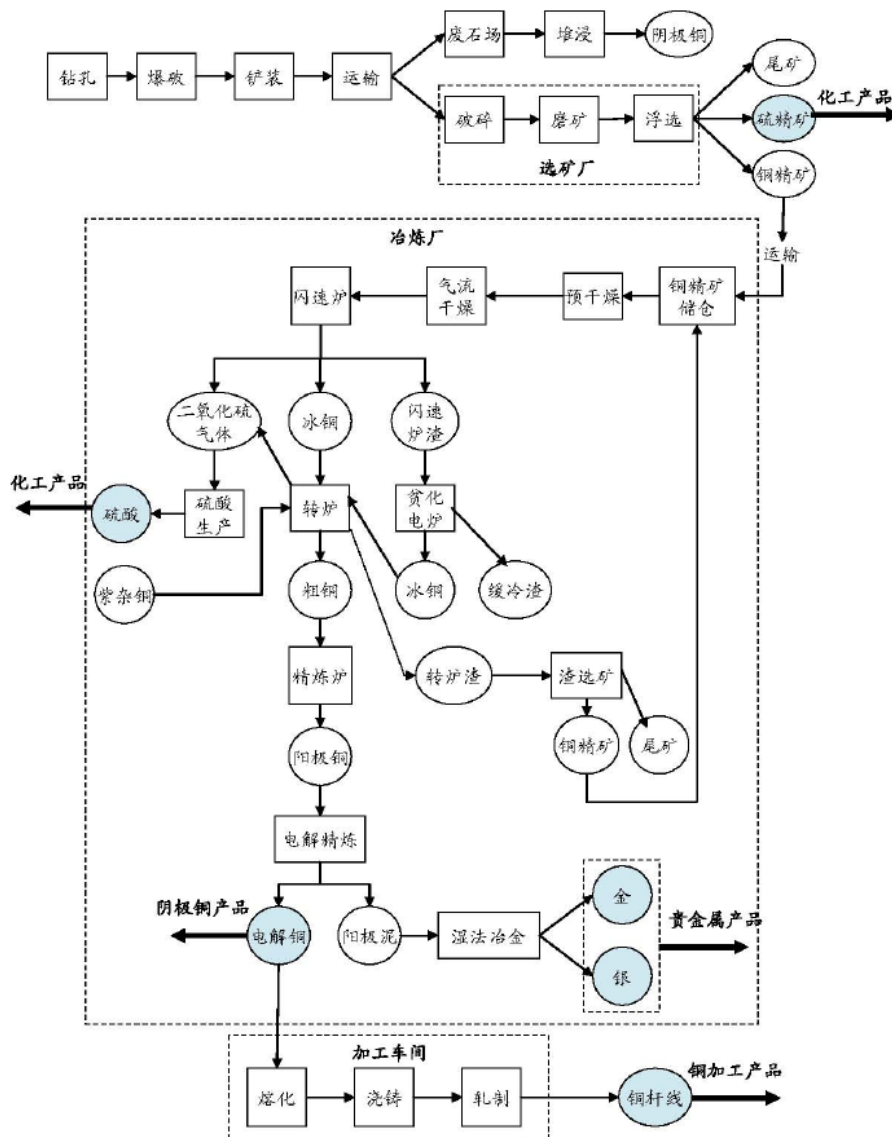 废石场
堆浸
阴极铜
钻孔
爆破
铲装
运输
尾矿
化工产品
破碎
磨矿
浮选
硫精矿
选矿厂
铜精矿
冶炼厂
运输
闪速炉
气流
干燥
预干燥
铜精矿
储仓
二氧化硫
气体
冰铜
闪速
炉渣
化工产品
硫酸
硫酸
生产
转炉
贫化
电炉
紫杂铜
粗铜
冰铜
缓冷渣
精炼炉
转炉渣
渣选矿
阳极铜
铜精矿
尾矿
电解精炼
阴极铜产品
电解铜
阳极泥
湿法冶金
金
贵金属产品
银
加工车间
铜加工产品
熔化
浇铸
轧制
铜杆线